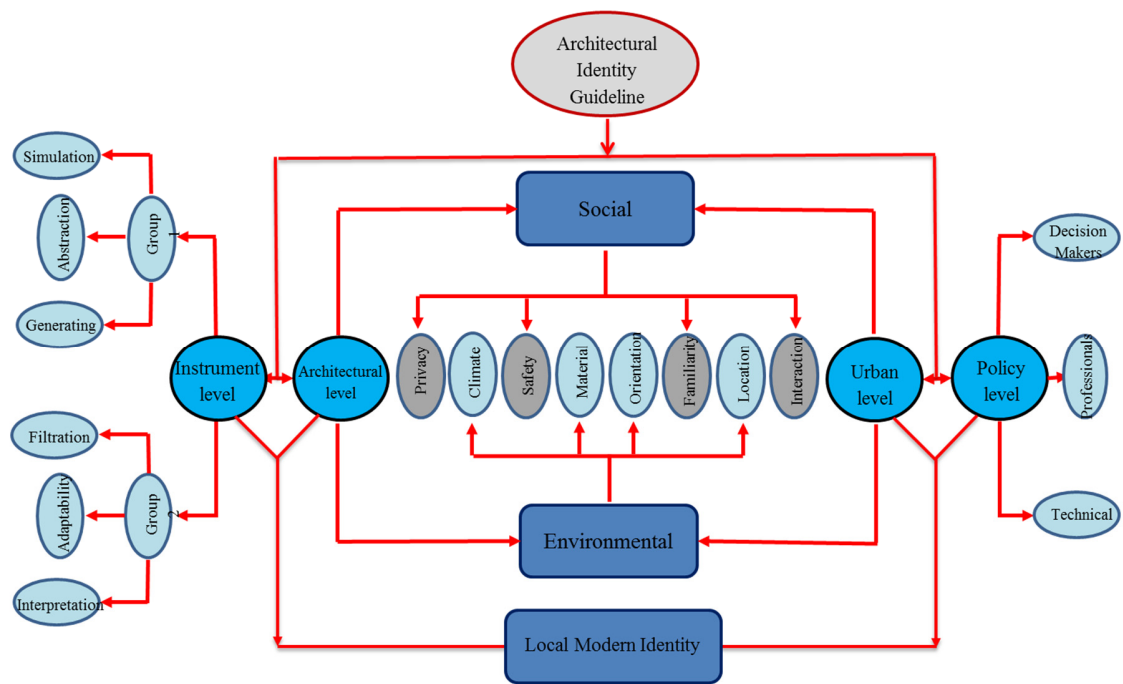 Architectural
Identity
Guideline
Simulation
Abstraction
Group 1
Generating
Social
Decision
Makers
Instrument
level
Architectural
level
Privacy
Climate
Safety
Material
Orientation
Familiarity
Location
Interaction
Urban
level
Policy
level
Professionals
Filtration
Adaptability
Group 2
Interpretation
Environmental
Technical
Local Modern Identity